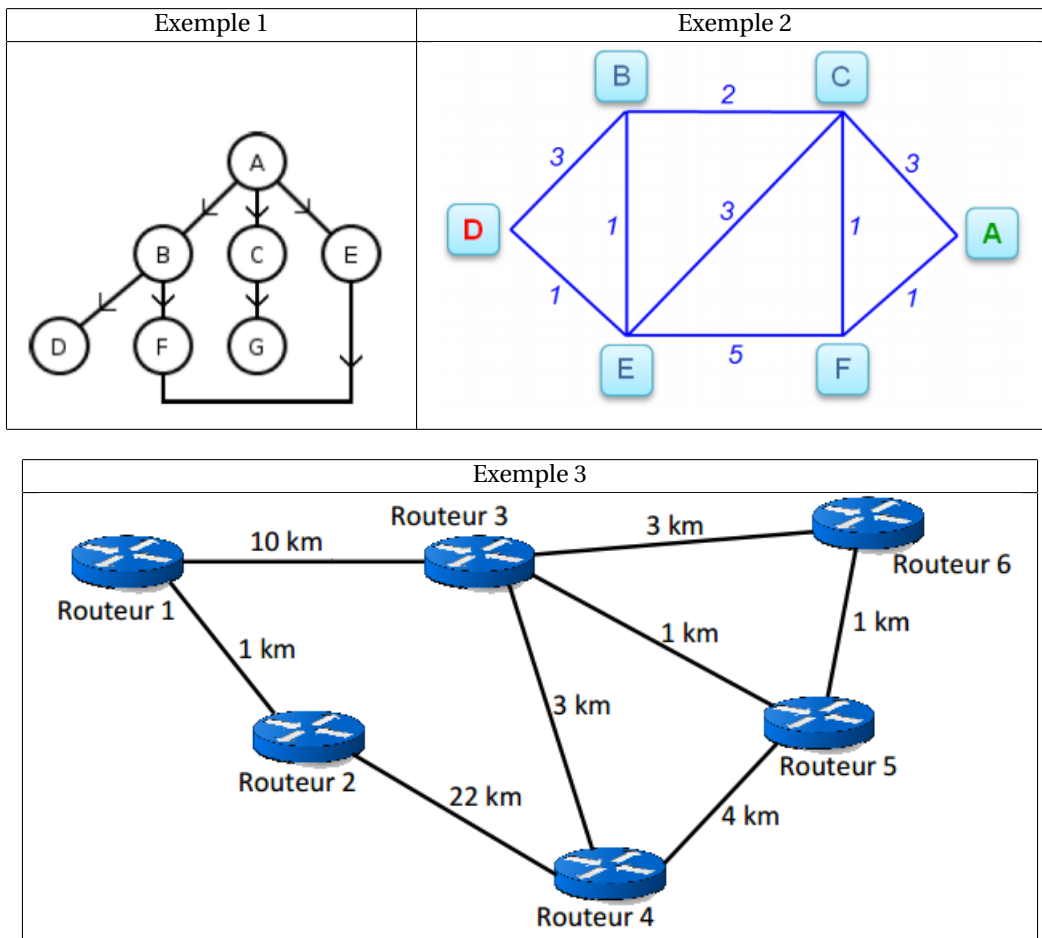 Exemple 1
Exemple 2
A
B
C
E
D
F
G
B
C
2
3
3
D
1
3
1
A
1
1
5
E
F
Exemple 3
Routeur 3
3 km
10 km
Routeur 6
Routeur 1
1 km
1 km
1 km
3 km
Routeur 2
Routeur 5
22 km
4 km
Routeur 4